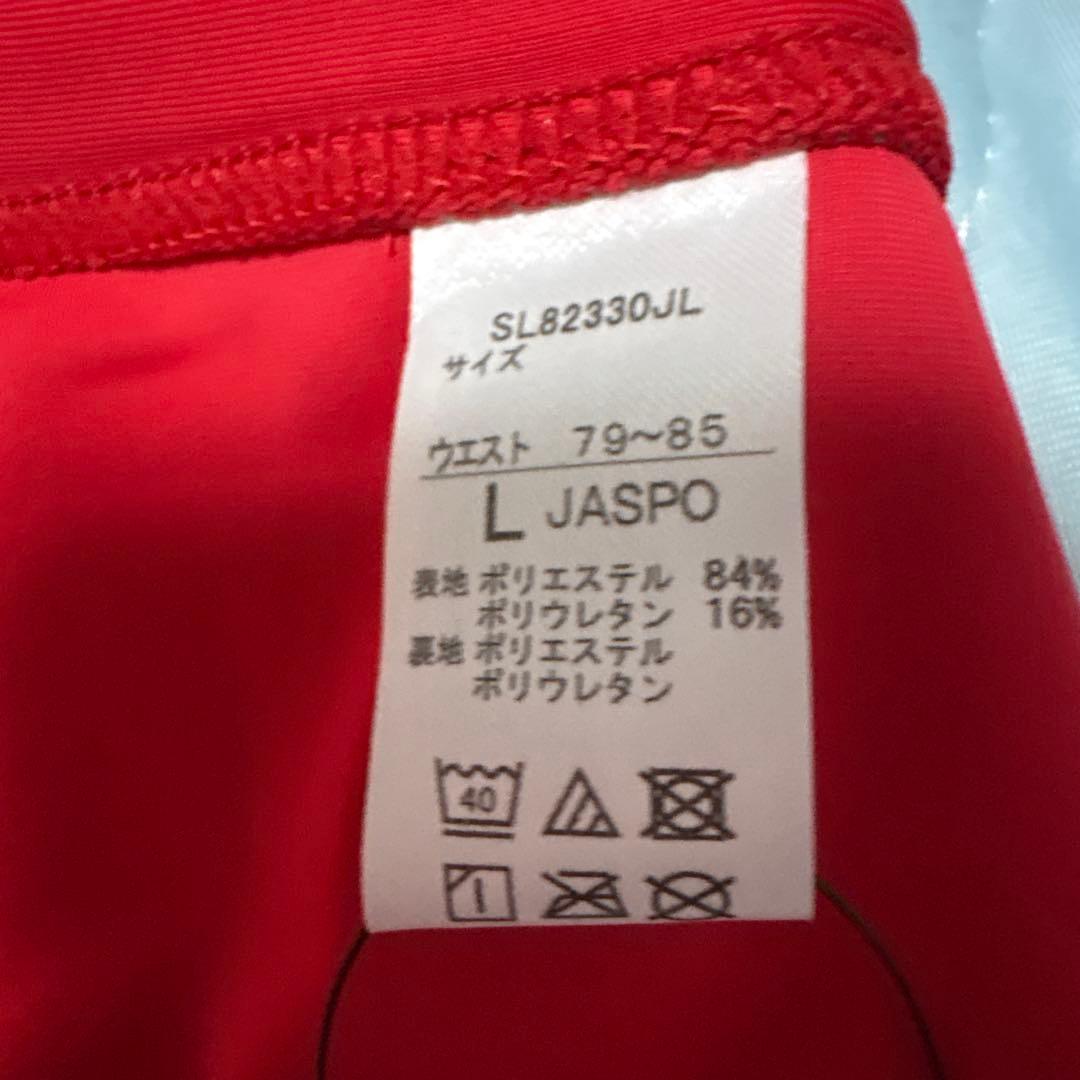 SL82330JL
サイズ
ウエスト 79~85
L JASPO
表地 ポリエステル 84%
ポリウレタン 16%
裏地 ポリエステル
ポリウレタン
40